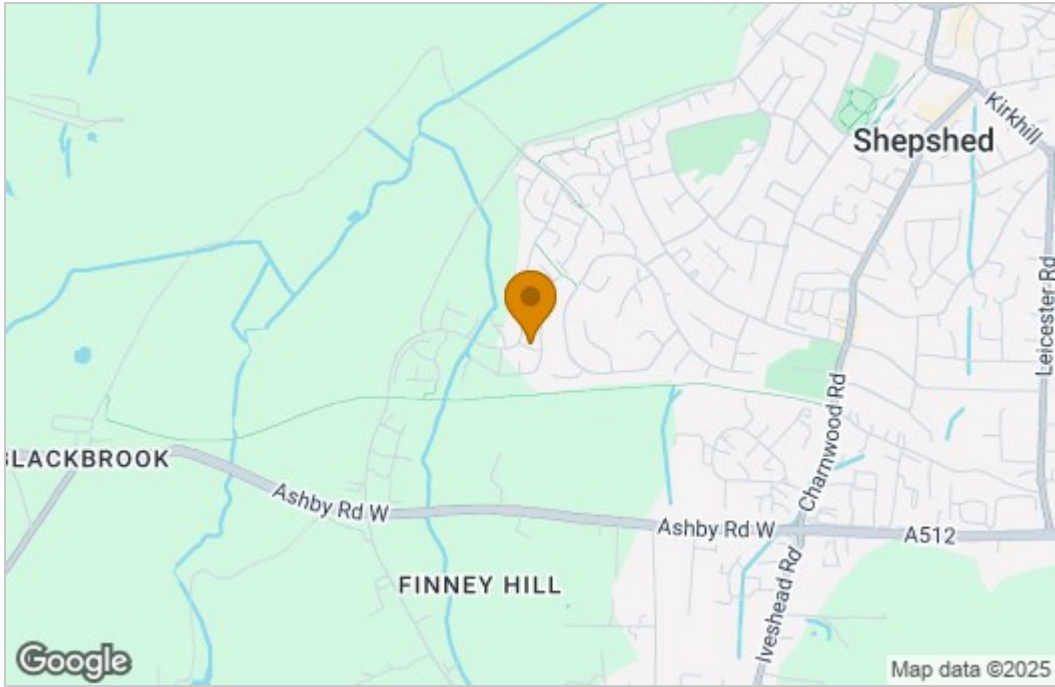 Kirkhill
Shepshed
Leicester Rd
Charnwood Rd
BLACKBROOK
Ashby Rd W
Ashby Rd W
A512
FINNEY HILL
Iveshead Rd
Google
Map data ©2025